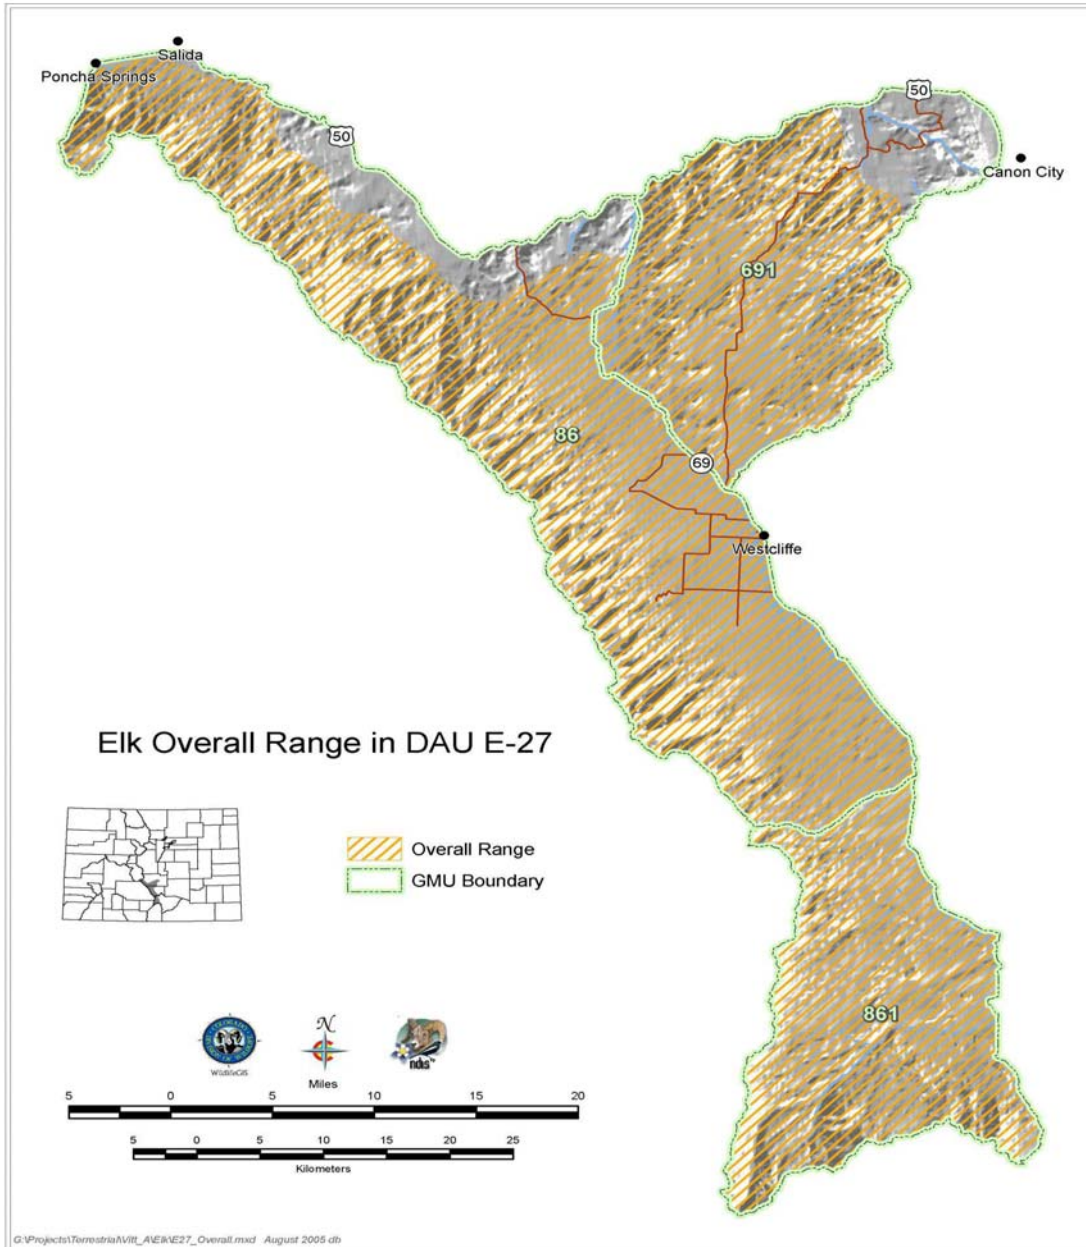 Salida
Poncha Springs
50
50
Canon City
691
86
69
Westcliffe
Elk Overall Range in DAU E-27
Overall Range
GMU Boundary
861
N
WildlifeGIS
ndis
Miles
5 0 5 10 15 20
5 0 5 10 15 20 25
Kilometers
G:\Projects\Terrestrial\Vitt_A\Elk\E27_Overall.mxd August 2005 db